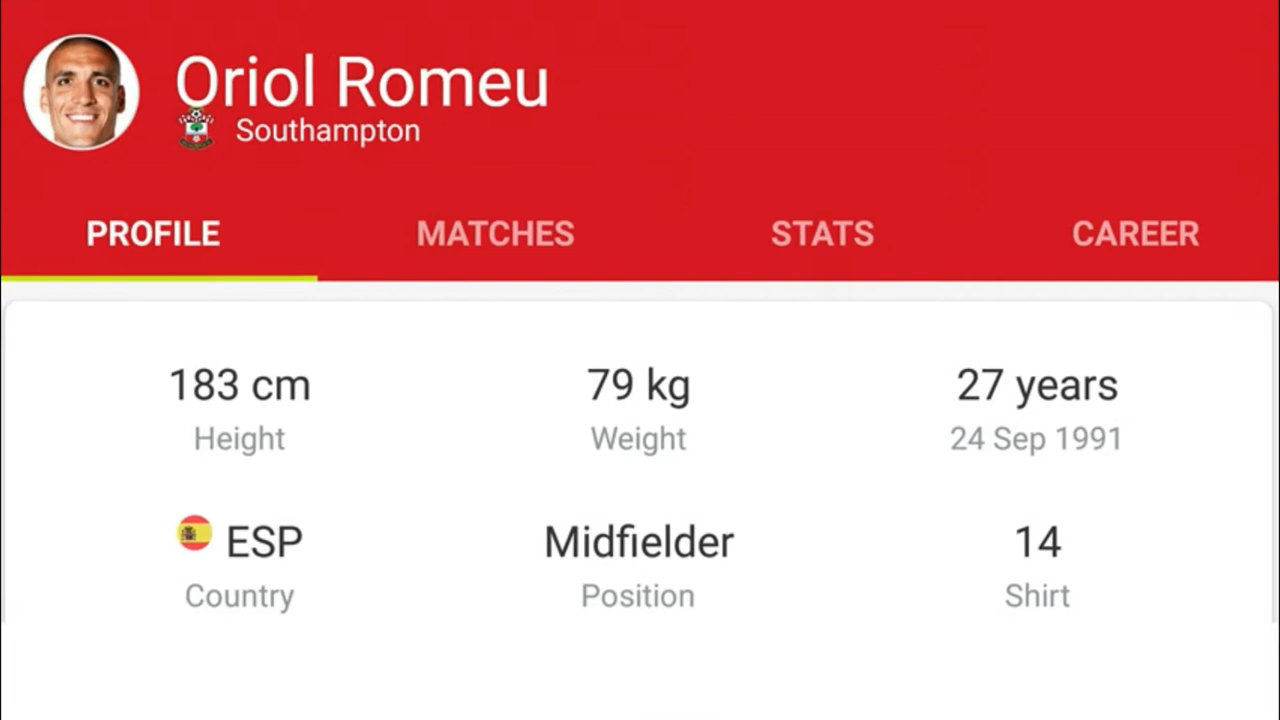 Oriol Romeu
Southampton
PROFILE MATCHES STATS CAREER
183 cm 79 kg 27 years
Height Weight 24 Sep 1991
ESP Midfielder 14
Country Position Shirt